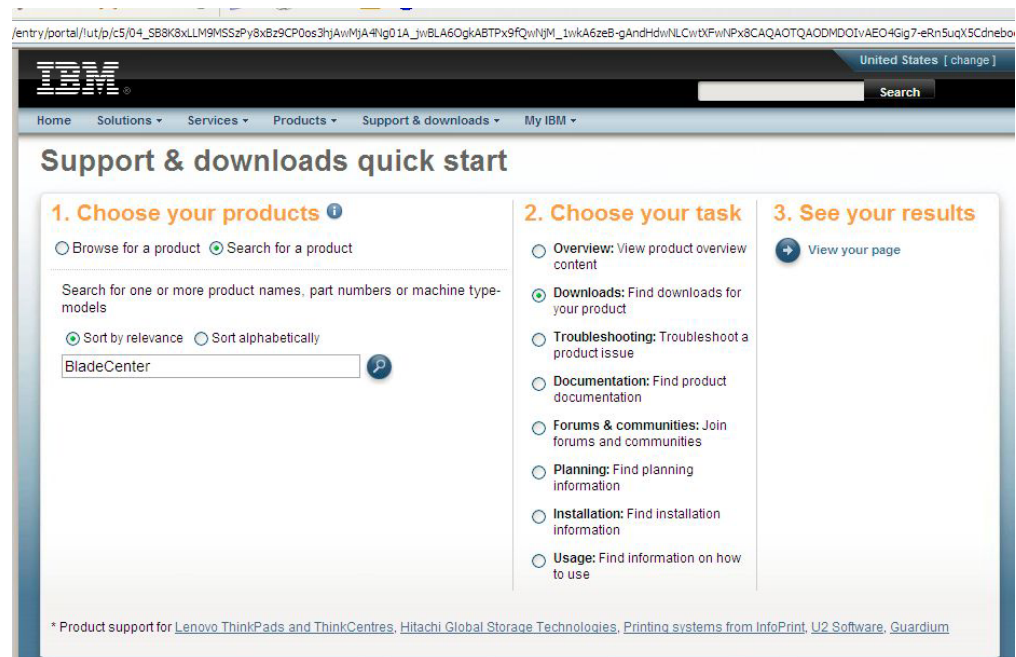 /entry/portal/!ut/p/c5/04_SB8K8xLLM9MSSzPy8xBz9CP0os3hjAwMjA4Ng01A_jwBLA6OgkABTPx9fQwNjM_1wkA6zeB-gAndHdwNLCwtXFwNPx8CAQAOTQAODMDOIvAEO4Gig7-eRn5uqX5Cdneboe
IBM®
United States [ change ]
Search
Home Solutions Services Products Support & downloads My IBM
Support & downloads quick start
1. Choose your products
Browse for a product Search for a product
Search for one or more product names, part numbers or machine type-
models
Sort by relevance Sort alphabetically
BladeCenter
2. Choose your task
Overview: View product overview
content
Downloads: Find downloads for
your product
Troubleshooting: Troubleshoot a
product issue
Documentation: Find product
documentation
Forums & communities: Join
forums and communities
Planning: Find planning
information
Installation: Find installation
information
Usage: Find information on how
to use
3. See your results
View your page
* Product support for Lenovo ThinkPads and ThinkCentres, Hitachi Global Storage Technologies, Printing systems from InfoPrint, U2 Software, Guardium